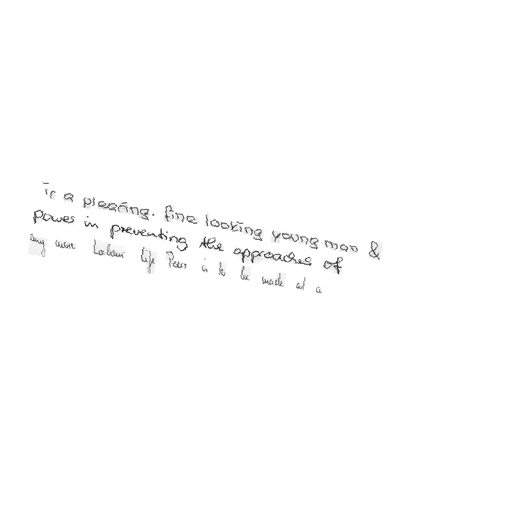 is a pleasing, fine looking young man &
power in preventing the approaches of
any more Labour Life Peers is to be made at a